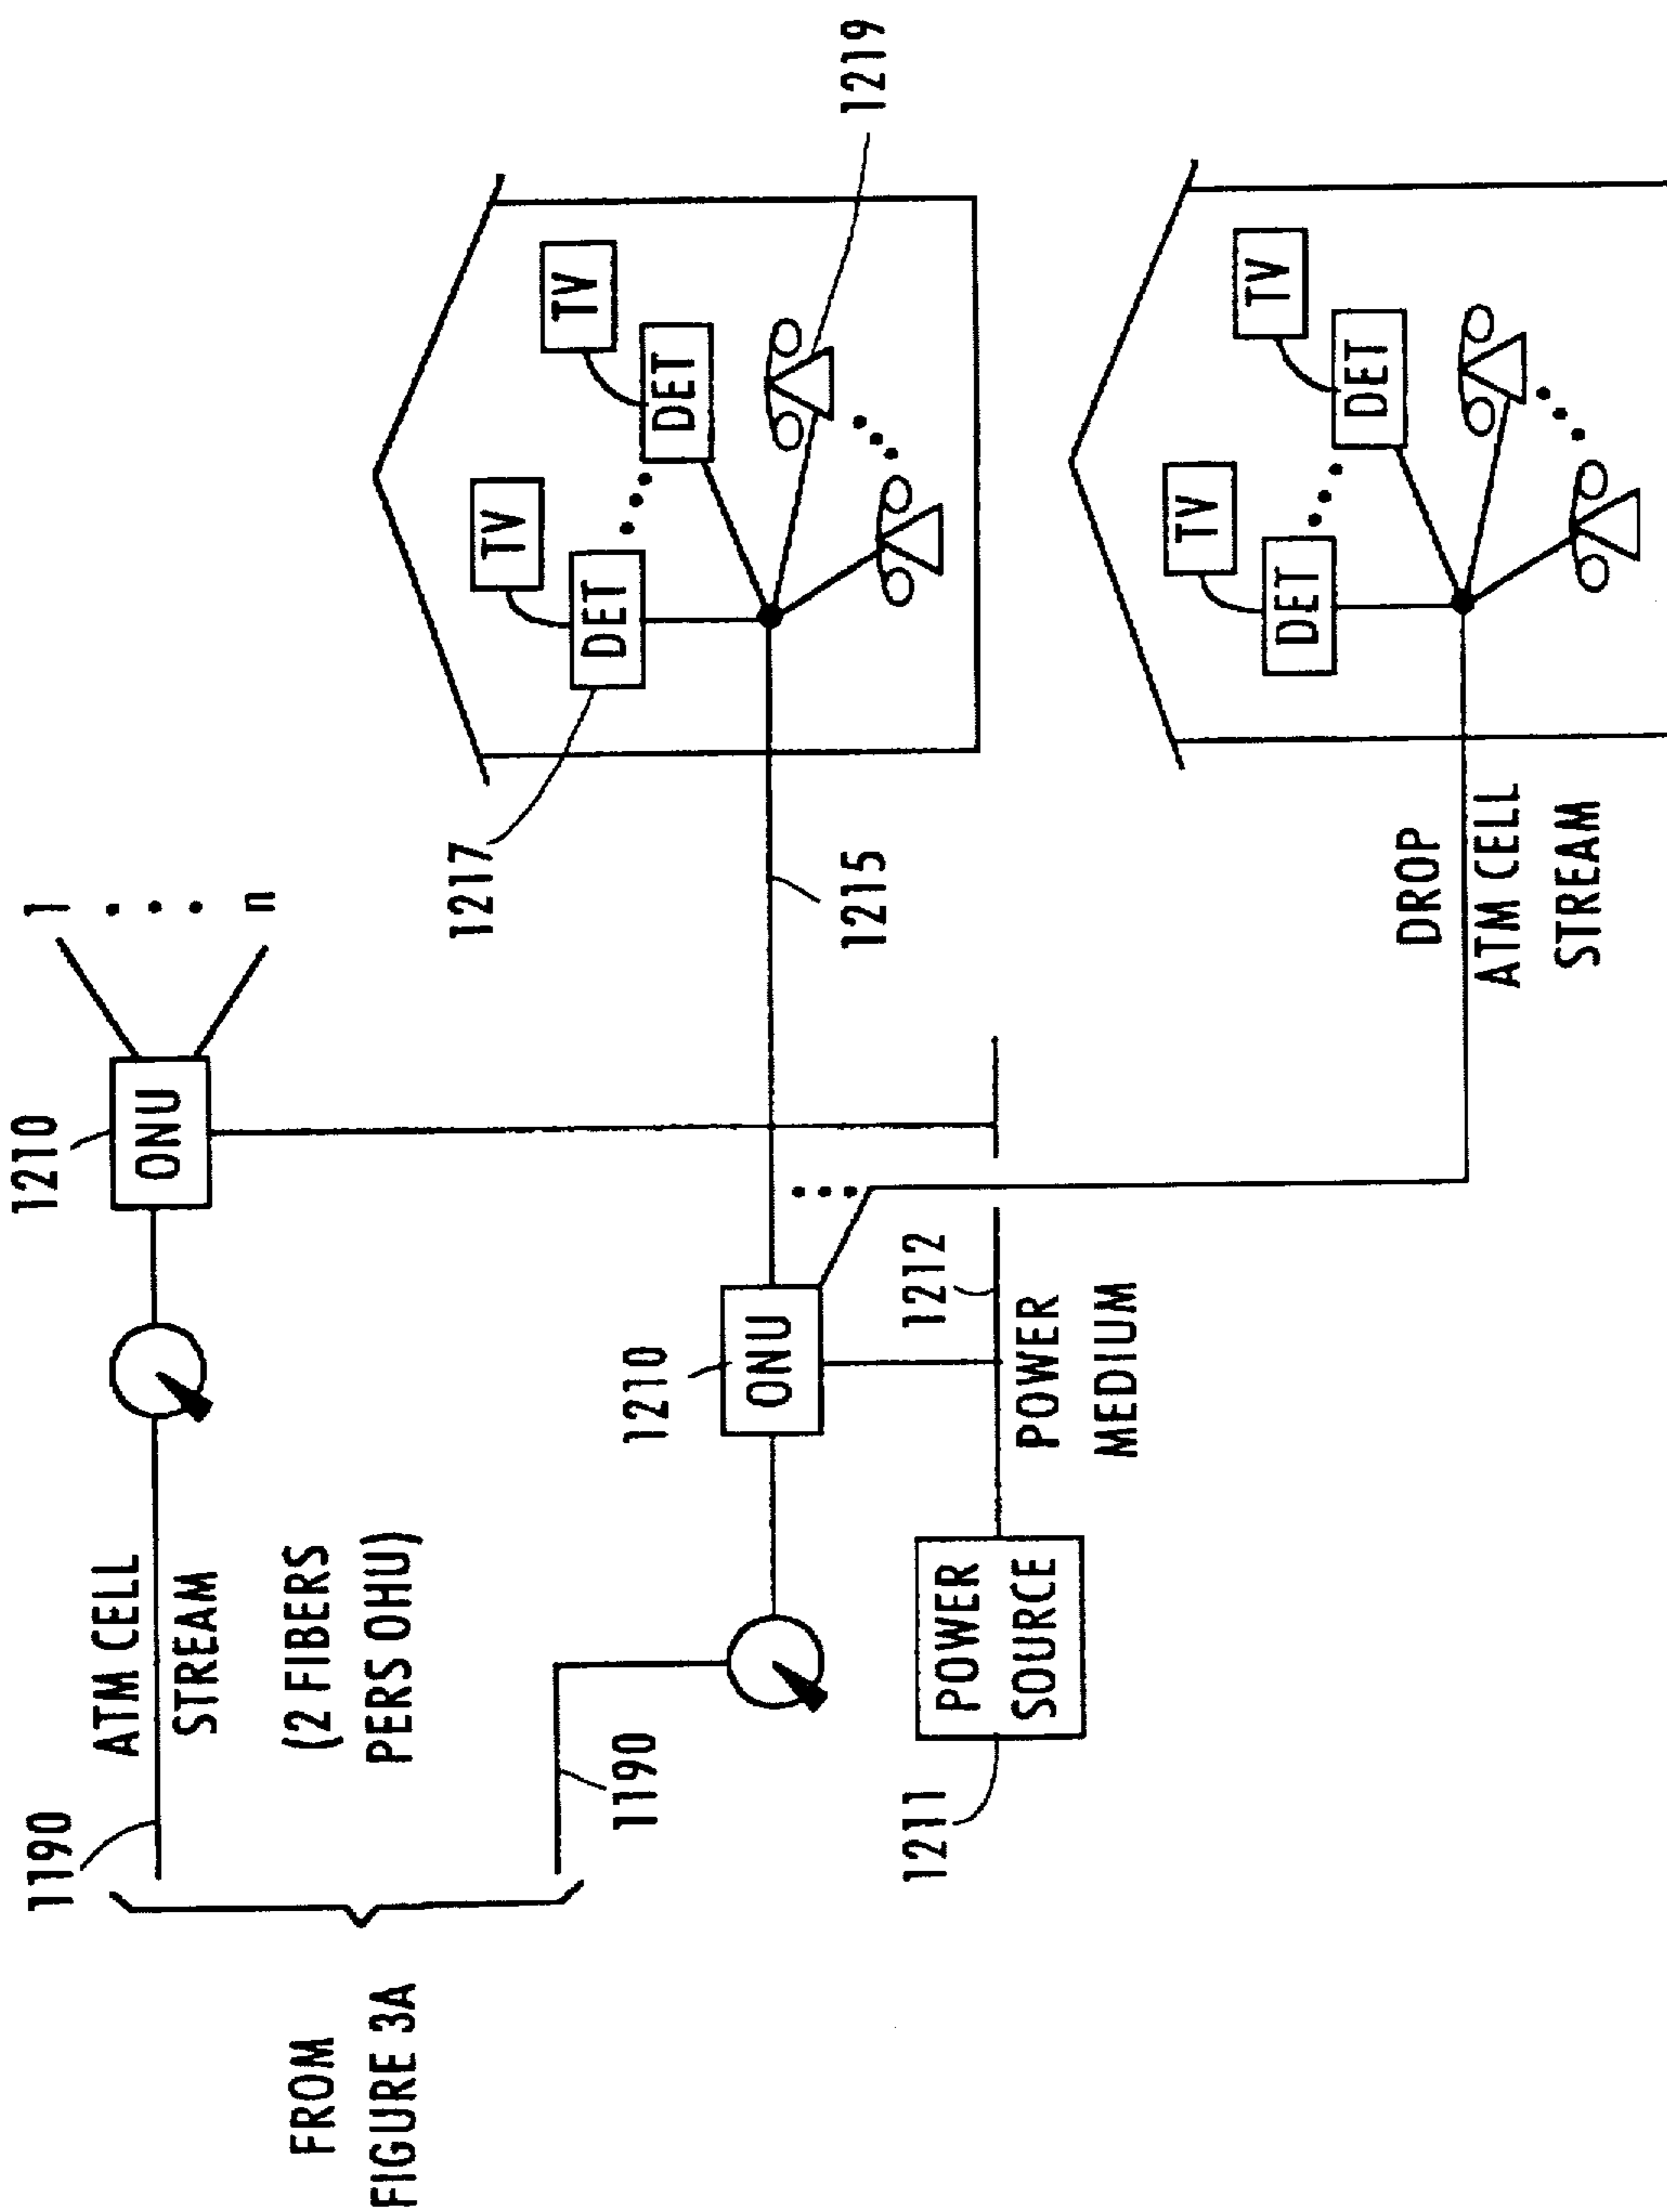 FROM
FIGURE 3A
1190
ATM CELL
STREAM
(2 FIBERS
PERS OHU)
1190
1210
ONU
1
n
1210
ONU
1211
POWER
SOURCE
1212
POWER
MEDIUM
1215
1217
TV
DET
TV
DET
1219
DROP
ATM CELL
STREAM
TV
DET
TV
DET